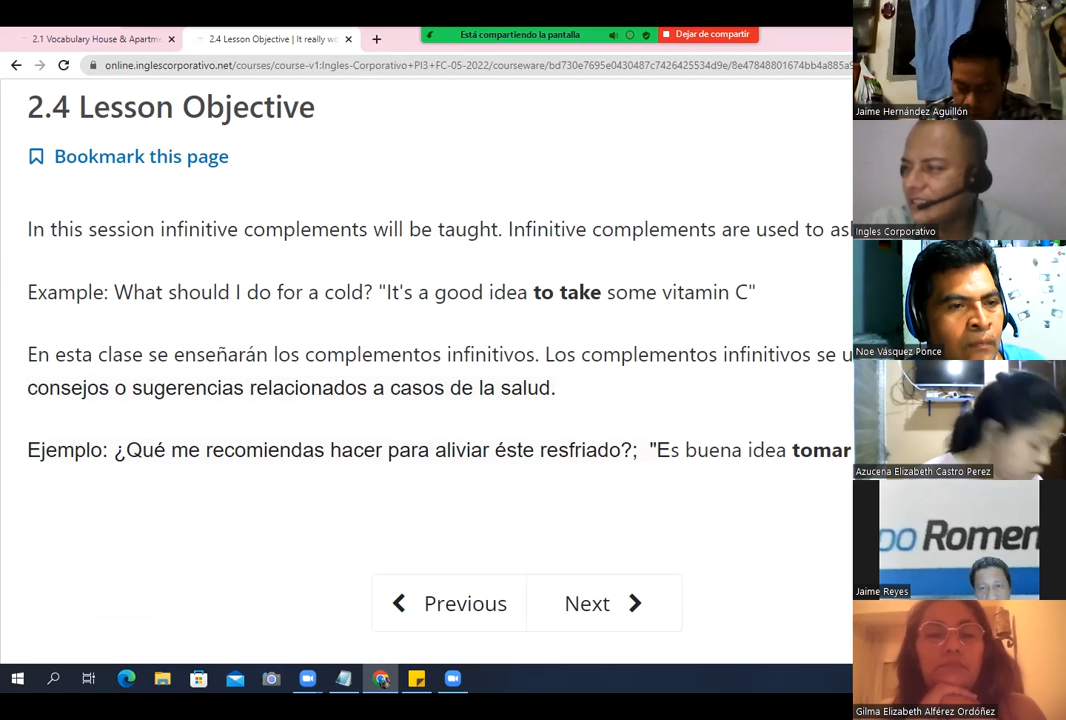 2.1 Vocabulary House & Apartm
2.4 Lesson Objective | It really wo
Está compartiendo la pantalla
Dejar de compartir
online.inglescorporativo.net/courses/course-v1:Ingles-Corporativo+PI3+FC-05-2022/courseware/bd730e7695e0430487c7426425534d9e/8e47848801674bb4a885a9
2.4 Lesson Objective
Bookmark this page
In this session infinitive complements will be taught. Infinitive complements are used to ask
Example: What should I do for a cold? "It's a good idea to take some vitamin C"
En esta clase se enseñarán los complementos infinitivos. Los complementos infinitivos se u
consejos o sugerencias relacionados a casos de la salud.
Ejemplo: ¿Qué me recomiendas hacer para aliviar éste resfriado?; "Es buena idea tomar
Previous
Next
Jaime Hernández Aguillón
Ingles Corporativo
Noe Vásquez Ponce
Azucena Elizabeth Castro Perez
po Romen
Jaime Reyes
Gilma Elizabeth Alférez Ordóñez